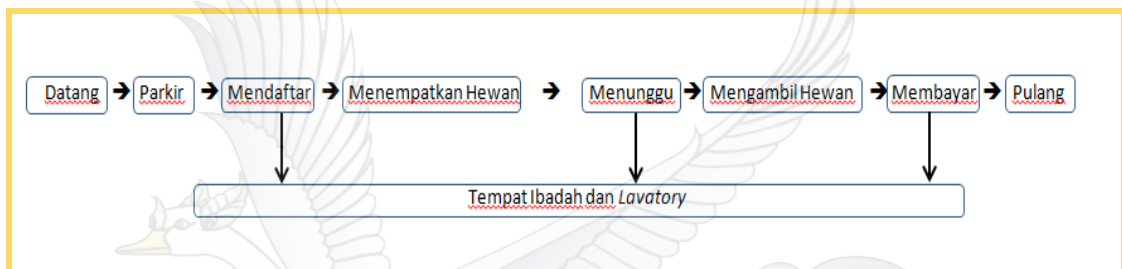 Datang ➔ Parkir ➔ Mendaftar ➔ Menempatkan Hewan ➔ Menunggu ➔ Mengambil Hewan ➔ Membayar ➔ Pulang
Tempat Ibadah dan Lavatory